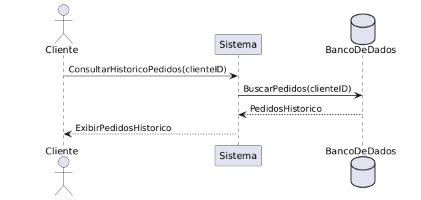 Cliente
Sistema
BancoDeDados
ConsultarHistoricoPedidos(clienteID)
BuscarPedidos(clienteID)
PedidosHistorico
ExibirPedidosHistorico
Cliente
Sistema
BancoDeDados